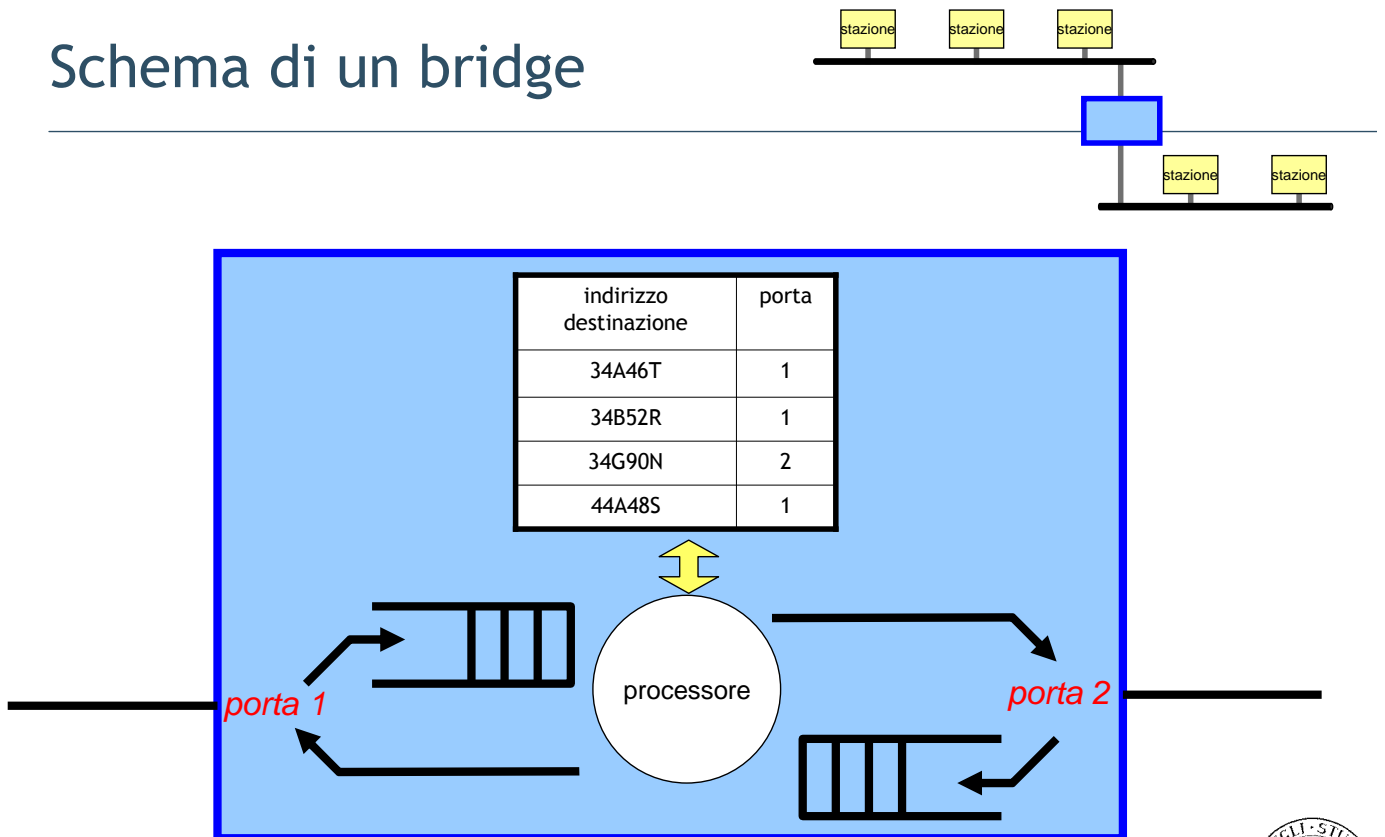 Schema di un bridge
stazione stazione stazione
stazione stazione
indirizzo destinazione porta
34A46T 1
34B52R 1
34G90N 2
44A48S 1
processore
porta 1
porta 2